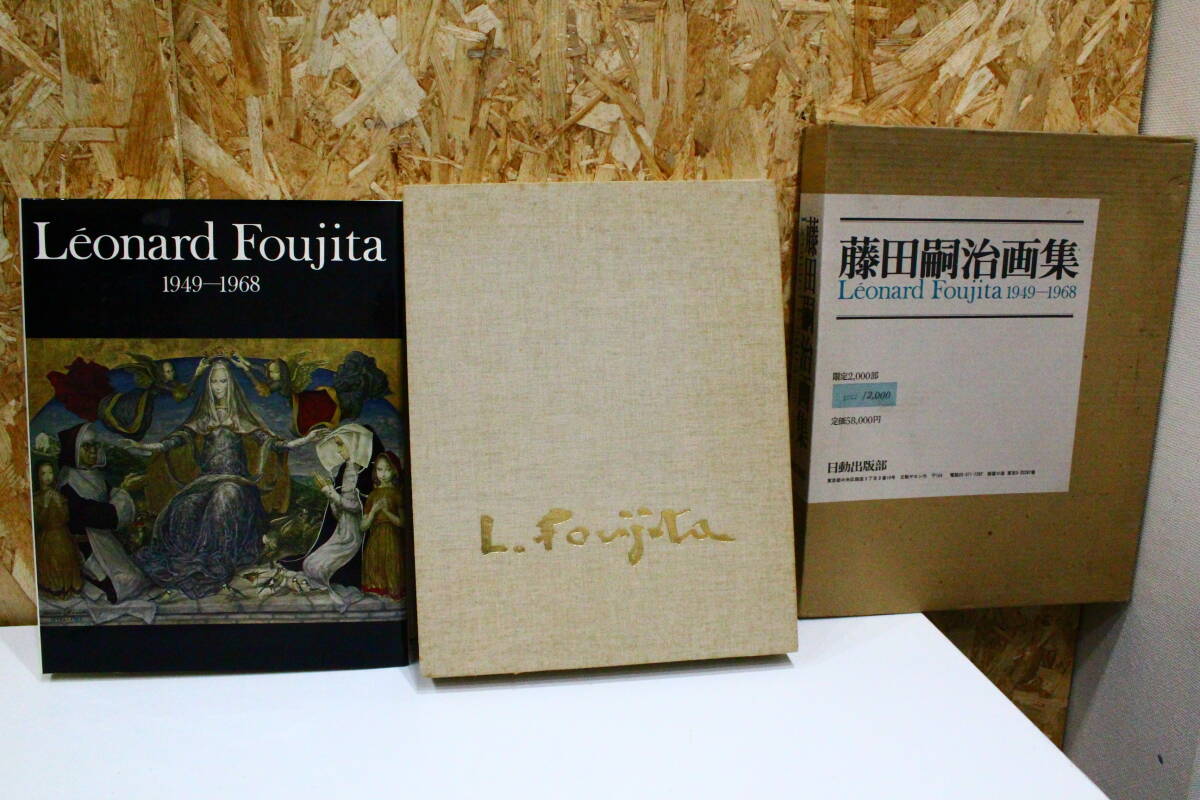 Léonard Foujita
1949—1968
L. Foujita
藤田嗣治画集
藤田嗣治画集
Léonard Foujita 1949—1968
限定2,000部
/2,000
定価58,000円
日動出版部